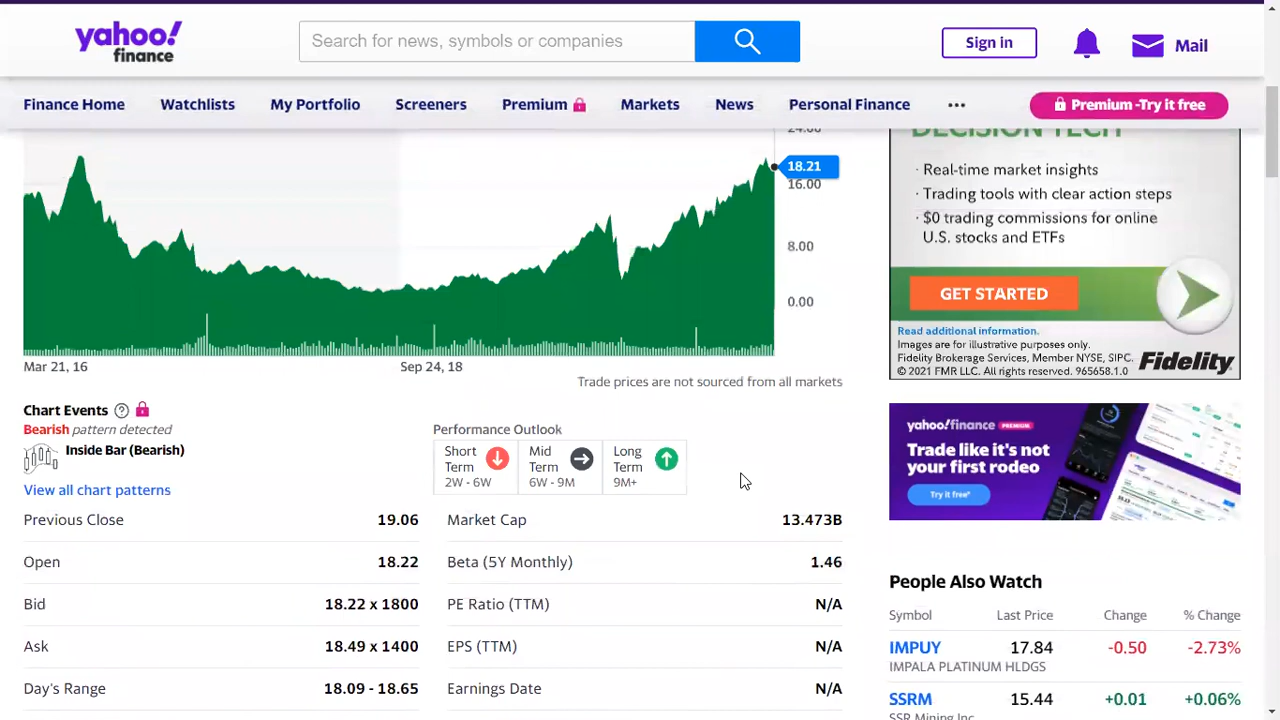 yahoo!
finance
Search for news, symbols or companies
Sign in
Mail
Finance Home
Watchlists
My Portfolio
Screeners
Premium
Markets
News
Personal Finance
•••
Premium -Try it free
24.00
18.21
16.00
8.00
0.00
Mar 21, 16
Sep 24, 18
Trade prices are not sourced from all markets
DECISION TECH
· Real-time market insights
· Trading tools with clear action steps
· $0 trading commissions for online
U.S. stocks and ETFs
GET STARTED
Read additional information.
Images are for illustrative purposes only.
Fidelity Brokerage Services, Member NYSE, SIPC.
© 2021 FMR LLC. All rights reserved. 965658.1.0
Fidelity
Chart Events ?
Bearish pattern detected
Inside Bar (Bearish)
View all chart patterns
Performance Outlook
Short Term 2W - 6W
Mid Term 6W - 9M
Long Term 9M+
yahoo!finance PREMIUM
Trade like it's not
your first rodeo
Try it free*
Previous Close 19.06
Open 18.22
Bid 18.22 x 1800
Ask 18.49 x 1400
Day's Range 18.09 - 18.65
Market Cap 13.473B
Beta (5Y Monthly) 1.46
PE Ratio (TTM) N/A
EPS (TTM) N/A
Earnings Date N/A
People Also Watch
Symbol Last Price Change % Change
IMPUY 17.84 -0.50 -2.73%
IMPALA PLATINUM HLDGS
SSRM 15.44 +0.01 +0.06%
SSR Mining Inc.